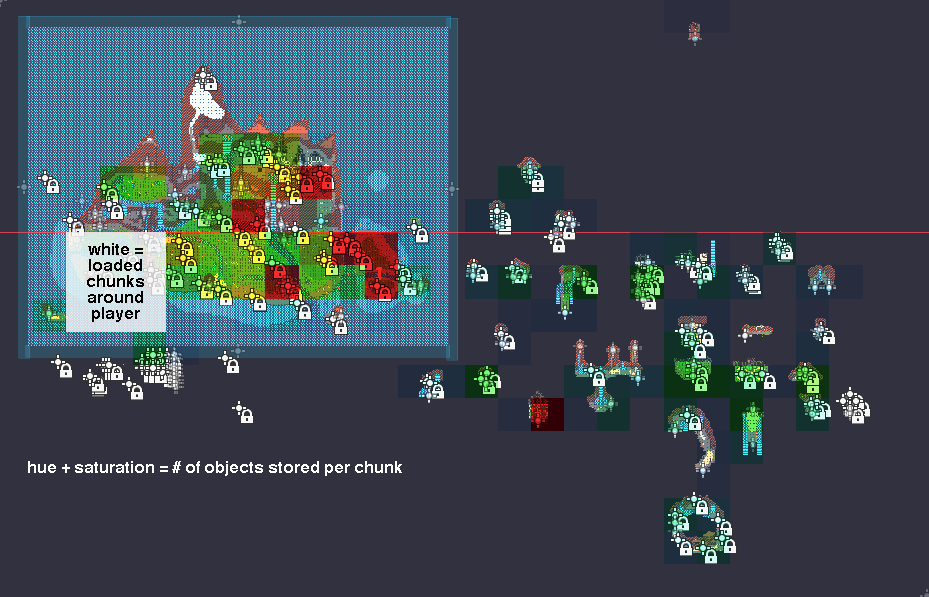 white =
loaded
chunks
around
player
hue + saturation = # of objects stored per chunk